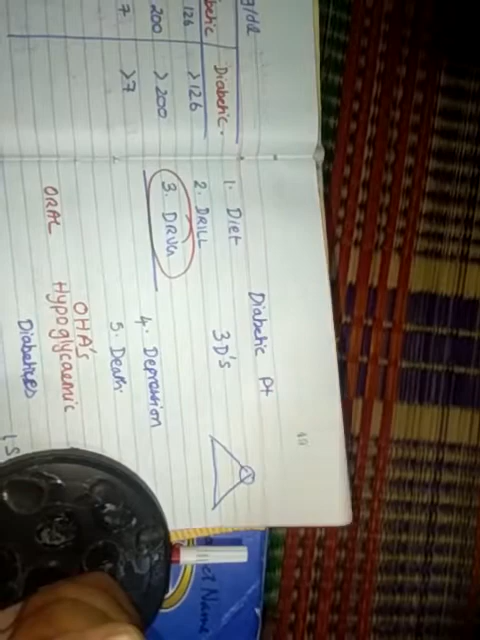 g/dl
Diabetic.
126 >126
200 >200
7 >7
Diabetic Pt
3D's
1. Diet
2. DRILL
3. DRUG
4. Depression
5. Death
OHA's
ORAL Hypoglycaemic